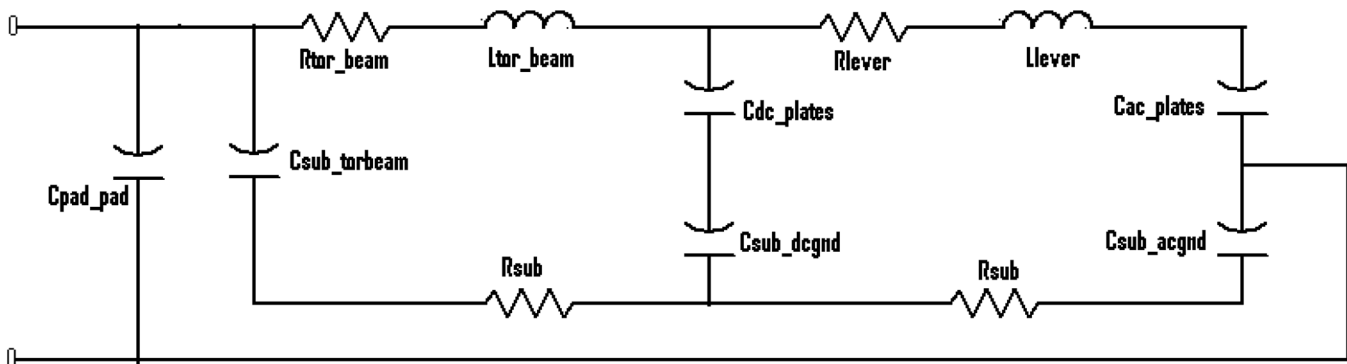 Rtor_beam
Ltor_beam
Rlever
Llever
Cdc_plates
Cac_plates
Csub_torbeam
Cpad_pad
Csub_dcgnd
Csub_acgnd
Rsub
Rsub